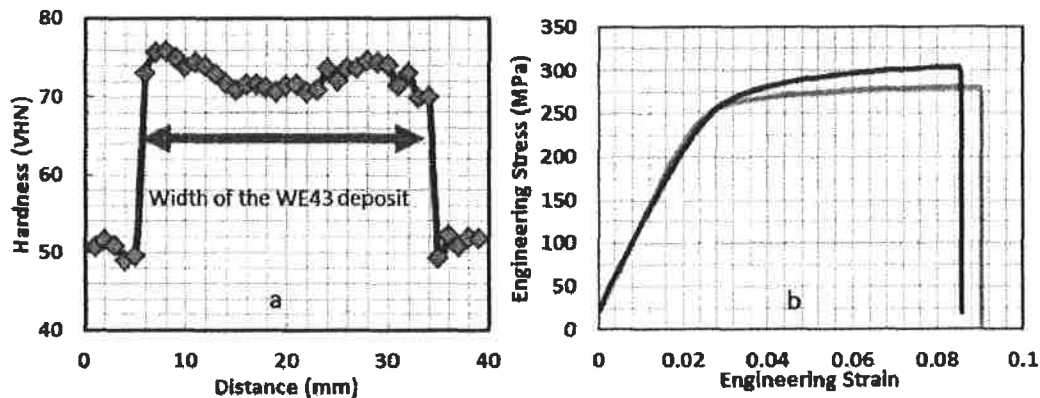 80
70
60
50
40
Hardness (VHN)
Width of the WE43 deposit
a
0 10 20 30 40
Distance (mm)
350
300
250
200
150
100
50
0
Engineering Stress (MPa)
b
0 0.02 0.04 0.06 0.08 0.1
Engineering Strain